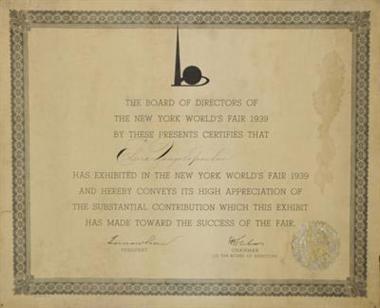 THE BOARD OF DIRECTORS OF
THE NEW YORK WORLD'S FAIR 1939
BY THESE PRESENTS CERTIFIES THAT
HAS EXHIBITED IN THE NEW YORK WORLD'S FAIR 1939
AND HEREBY CONVEYS ITS HIGH APPRECIATION OF
THE SUBSTANTIAL CONTRIBUTION WHICH THIS EXHIBIT
HAS MADE TOWARD THE SUCCESS OF THE FAIR.
PRESIDENT
CHAIRMAN
OF THE BOARD OF DIRECTORS